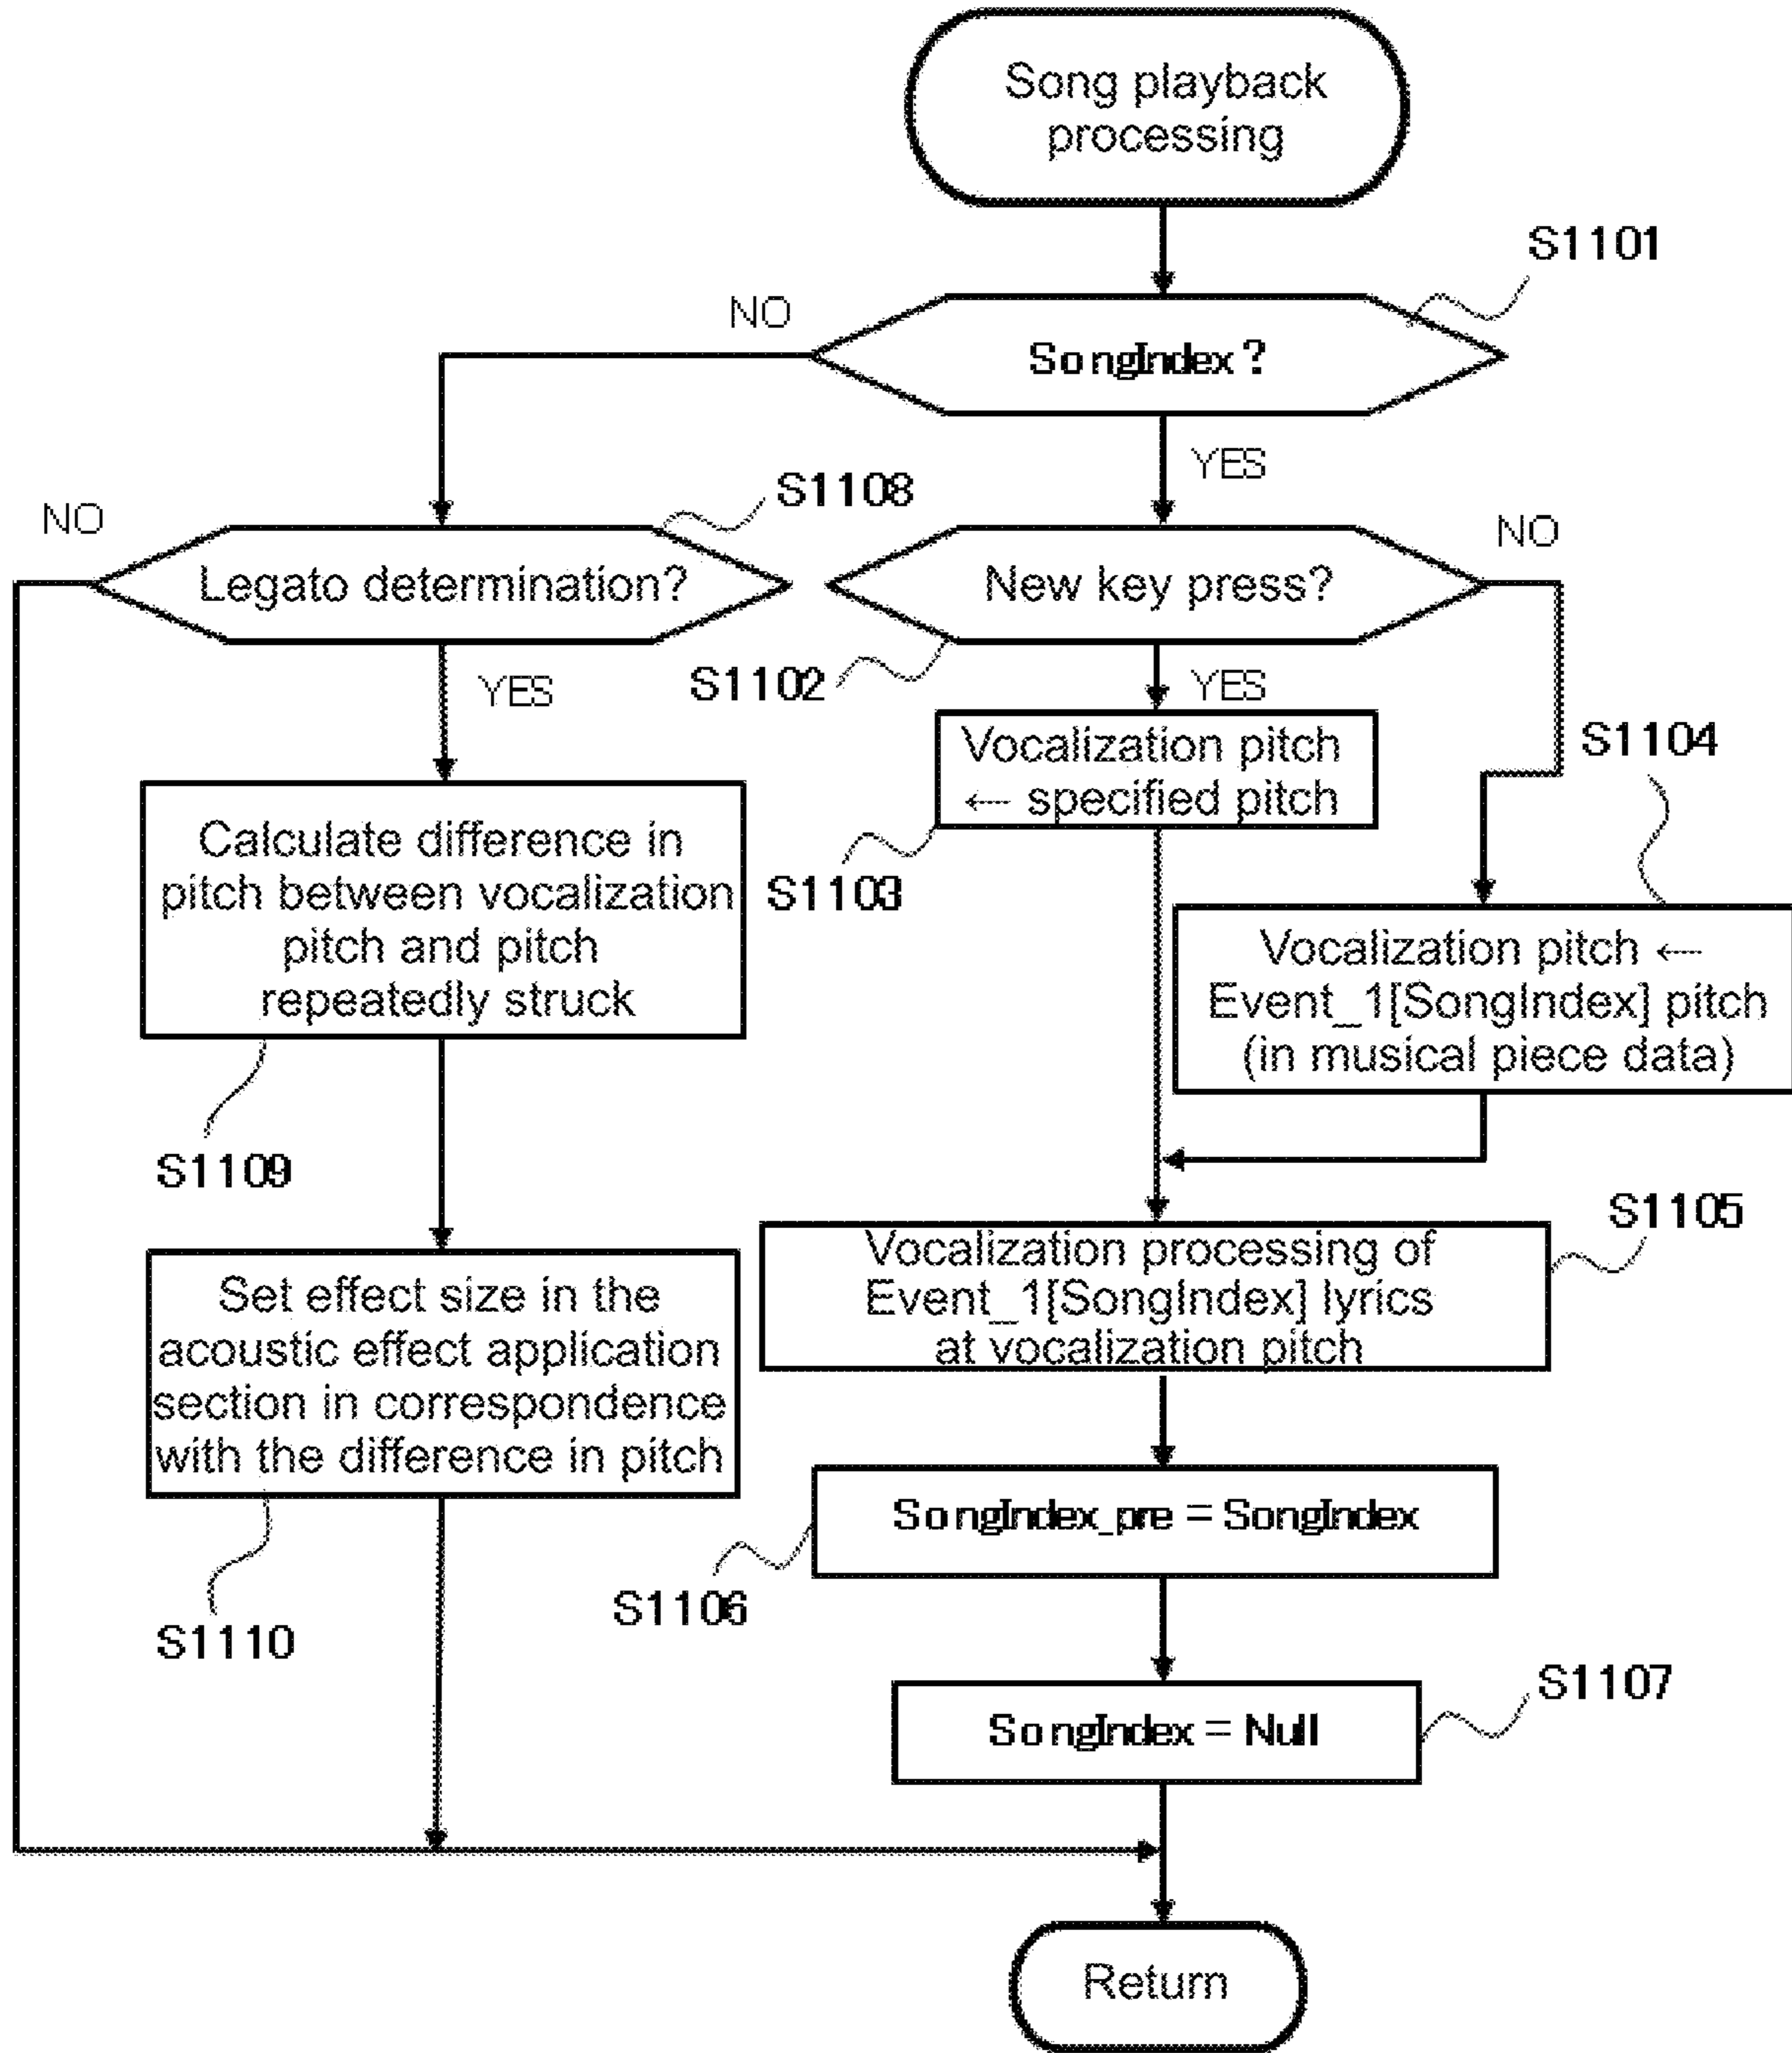 Song playback
processing
S1101
NO
SongIndex?
YES
S1108
NO
Legato determination?
New key press?
NO
S1102
YES
YES
Vocalization pitch
← specified pitch
S1103
S1104
Calculate difference in
pitch between vocalization
pitch and pitch
repeatedly struck
Vocalization pitch ←
Event_1[SongIndex] pitch
(in musical piece data)
S1109
S1105
Vocalization processing of
Event_1[SongIndex] lyrics
at vocalization pitch
Set effect size in the
acoustic effect application
section in correspondence
with the difference in pitch
SongIndex_pre = SongIndex
S1106
S1110
S1107
SongIndex = Null
Return